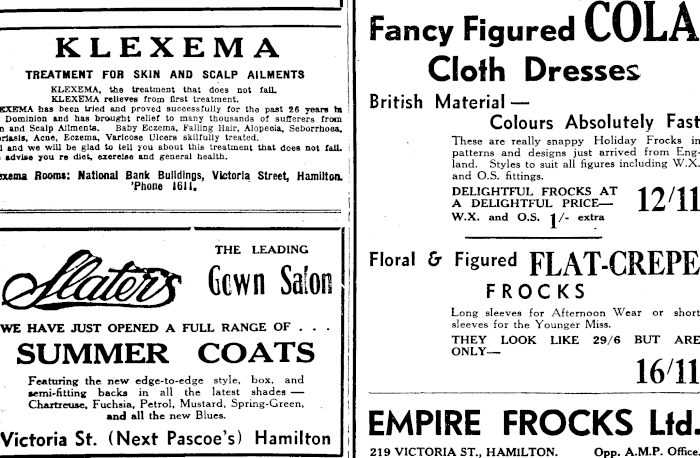 KLEXEMA
TREATMENT FOR SKIN AND SCALP AILMENTS
KLEXEMA, the treatment that does not fail.
KLEXEMA relieves from first treatment.
EXEMA has been tried and proved successfully for the past 26 years in
Dominion and has brought relief to many thousands of sufferers from
n and Scalp Ailments. Baby Eczema, Falling Hair, Alopecia, Seborrhoea,
oriasis, Acne, Eczema, Varicose Ulcers skilfully treated.
l and we will be glad to tell you about this treatment that does not fail.
advise you re diet, exercise and general health.
exema Rooms: National Bank Buildings, Victoria Street, Hamilton.
'Phone 1611.
Slaters
THE LEADING
Gown Salon
WE HAVE JUST OPENED A FULL RANGE OF . . .
SUMMER COATS
Featuring the new edge-to-edge style, box, and
semi-fitting backs in all the latest shades —
Chartreuse, Fuchsia, Petrol, Mustard, Spring-Green,
and all the new Blues.
Victoria St. (Next Pascoe's) Hamilton
Fancy Figured COLA
Cloth Dresses
British Material —
Colours Absolutely Fast
These are really snappy Holiday Frocks in
patterns and designs just arrived from Eng-
land. Styles to suit all figures including W.X.
and O.S. fittings.
DELIGHTFUL FROCKS AT
A DELIGHTFUL PRICE—
W.X. and O.S. 1/- extra
12/11
Floral & Figured FLAT-CREPE
FROCKS
Long sleeves for Afternoon Wear or short
sleeves for the Younger Miss.
THEY LOOK LIKE 29/6 BUT ARE
ONLY—
16/11
EMPIRE FROCKS Ltd.
219 VICTORIA ST., HAMILTON. Opp. A.M.P. Office